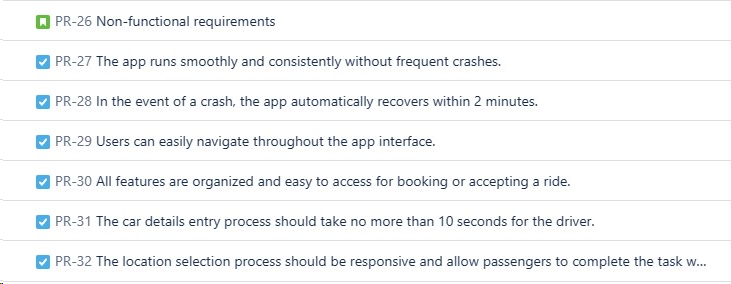 PR-26 Non-functional requirements
PR-27 The app runs smoothly and consistently without frequent crashes.
PR-28 In the event of a crash, the app automatically recovers within 2 minutes.
PR-29 Users can easily navigate throughout the app interface.
PR-30 All features are organized and easy to access for booking or accepting a ride.
PR-31 The car details entry process should take no more than 10 seconds for the driver.
PR-32 The location selection process should be responsive and allow passengers to complete the task w...